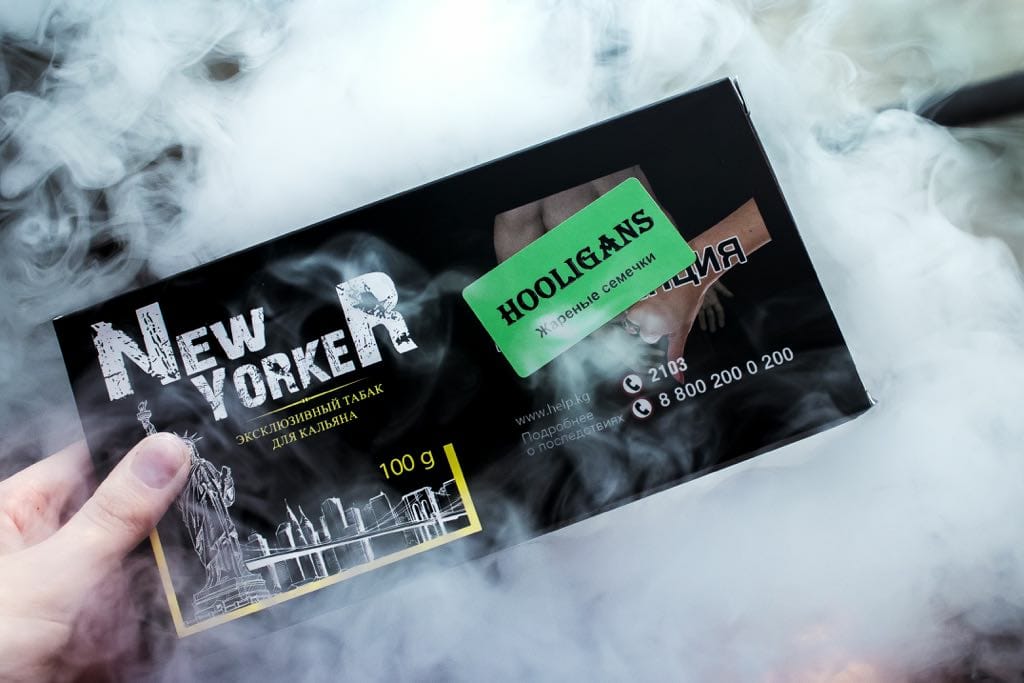 NEW
YORKER
ЭКСКЛЮЗИВНЫЙ ТАБАК
ДЛЯ КАЛЬЯНА
100 g
HOOLIGANS
Жареные семечки
www.help.kg
Подробнее
о последствиях
2103
8 800 200 0 200